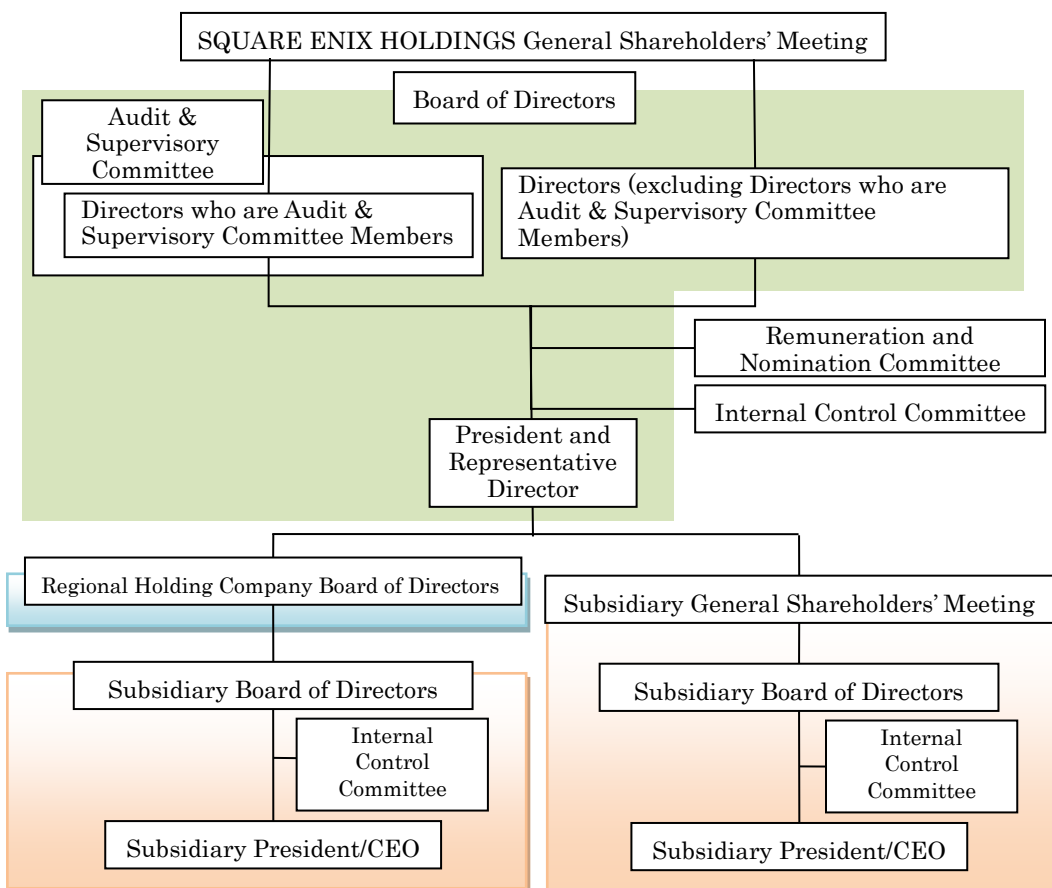 SQUARE ENIX HOLDINGS General Shareholders’ Meeting
Board of Directors
Audit &
Supervisory
Committee
Directors who are Audit &
Supervisory Committee Members
Directors (excluding Directors who are
Audit & Supervisory Committee
Members)
Remuneration and
Nomination Committee
Internal Control Committee
President and
Representative
Director
Regional Holding Company Board of Directors
Subsidiary General Shareholders’ Meeting
Subsidiary Board of Directors
Subsidiary Board of Directors
Internal
Control
Committee
Internal
Control
Committee
Subsidiary President/CEO
Subsidiary President/CEO